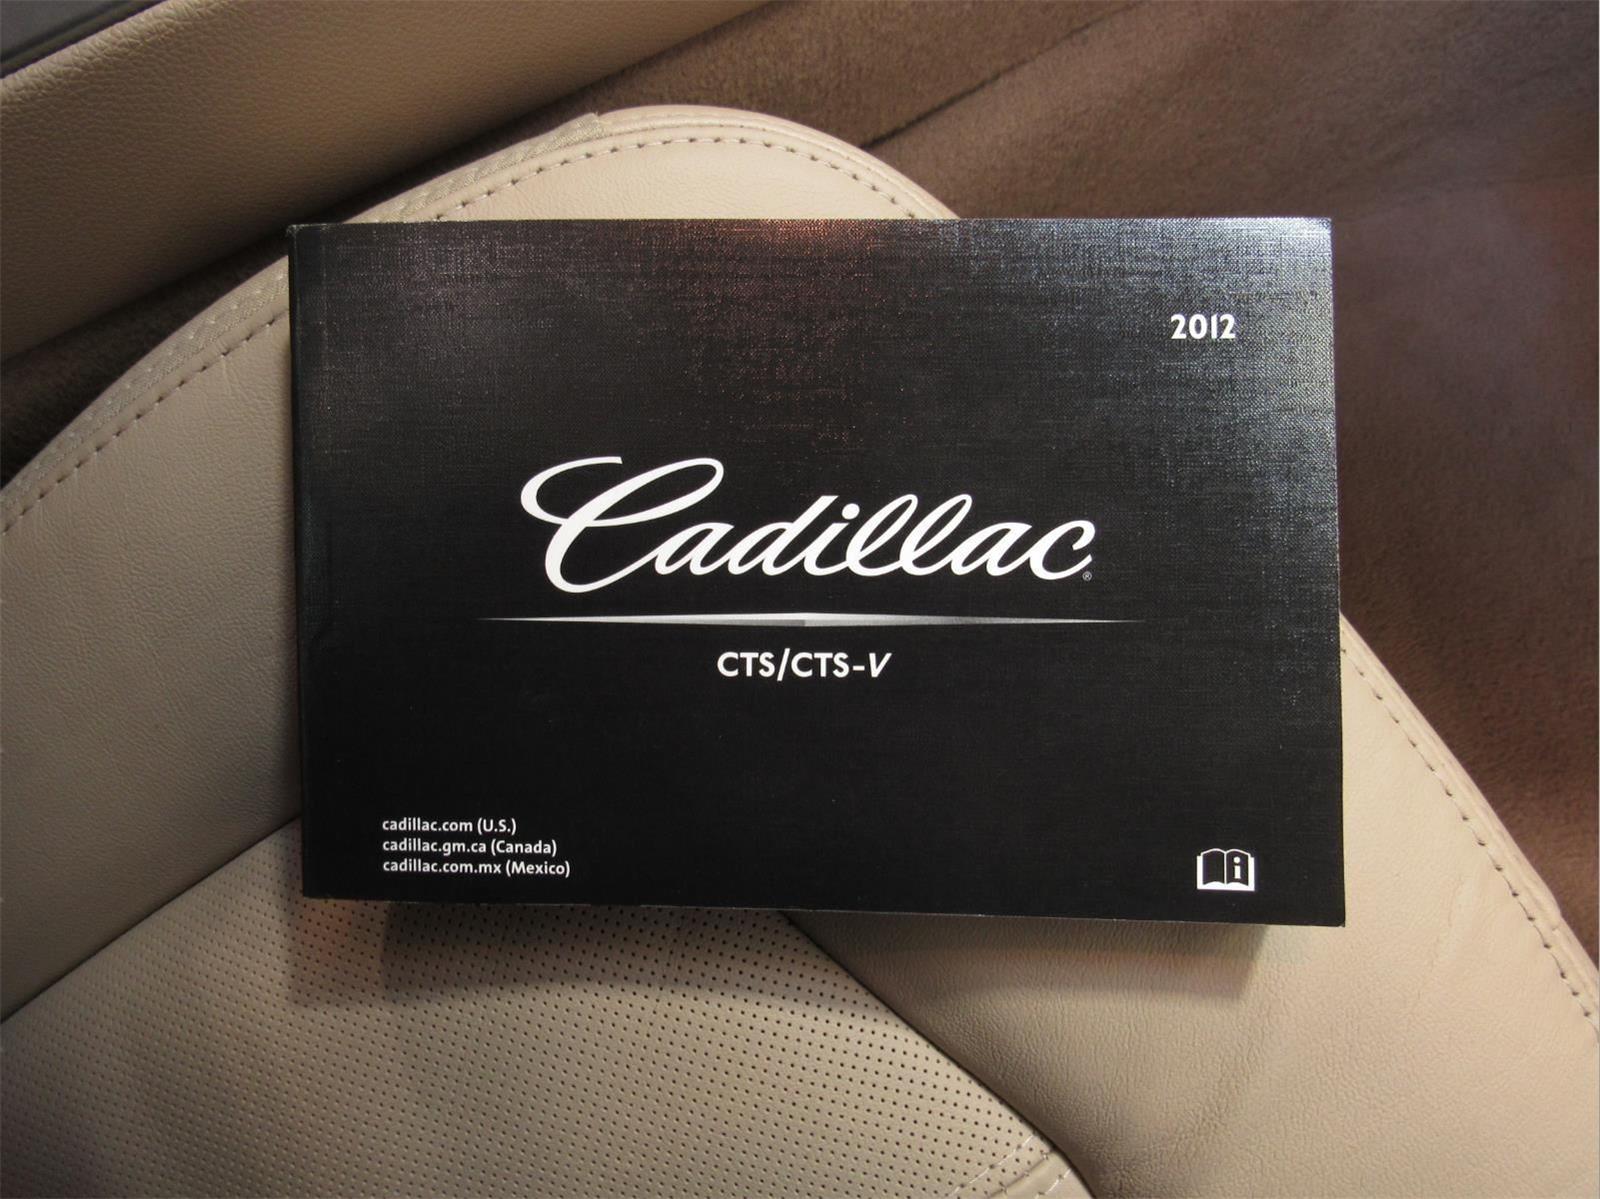 2012
Cadillac®
CTS/CTS-V
cadillac.com (U.S.)
cadillac.gm.ca (Canada)
cadillac.com.mx (Mexico)
i